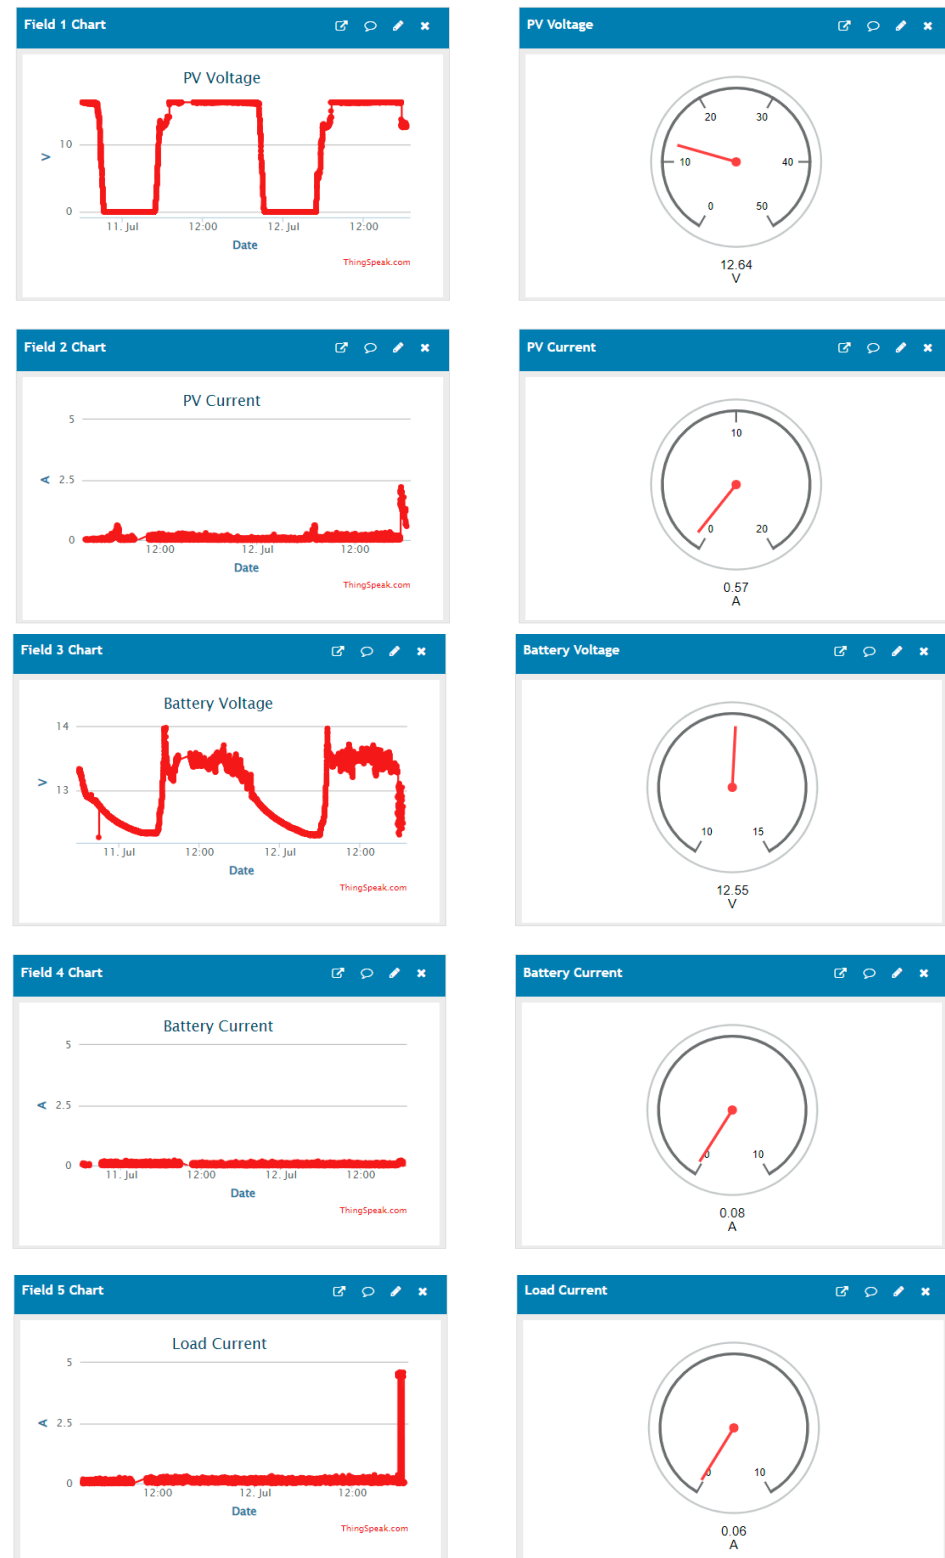 Field 1 Chart
PV Voltage
10
0
V
11. Jul 12:00 12. Jul 12:00
Date
ThingSpeak.com
PV Voltage
20 30
10 40
0 50
12.64
V
Field 2 Chart
PV Current
5
2.5
0
A
12:00 12. Jul 12:00
Date
ThingSpeak.com
PV Current
10
0 20
0.57
A
Field 3 Chart
Battery Voltage
14
13
V
11. Jul 12:00 12. Jul 12:00
Date
ThingSpeak.com
Battery Voltage
10 15
12.55
V
Field 4 Chart
Battery Current
5
2.5
0
A
11. Jul 12:00 12. Jul 12:00
Date
ThingSpeak.com
Battery Current
0 10
0.08
A
Field 5 Chart
Load Current
5
2.5
0
A
12:00 12. Jul 12:00
Date
ThingSpeak.com
Load Current
0 10
0.06
A